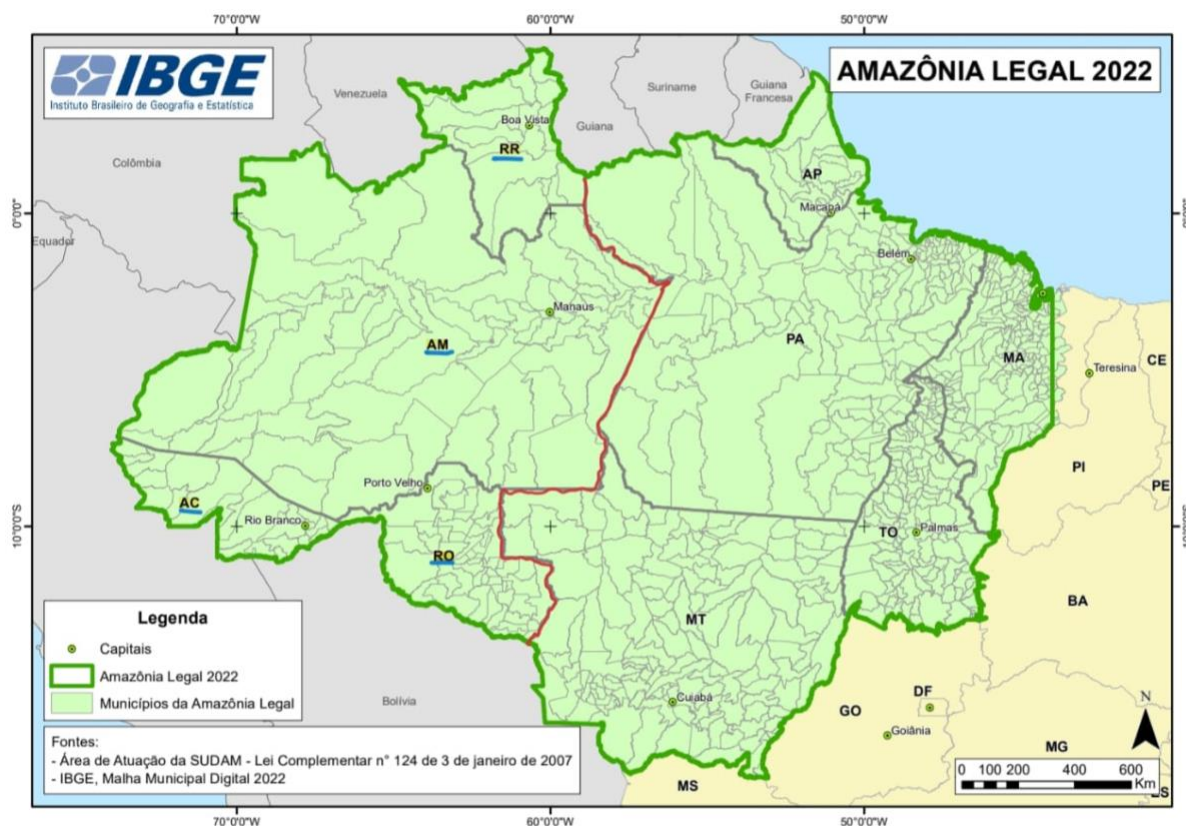 70°0'0"W
60°0'0"W
50°0'0"W
IBGE
Instituto Brasileiro de Geografia e Estatística
AMAZÔNIA LEGAL 2022
Venezuela
Suriname
Guiana
Francesa
Boa Vista
Guiana
Colômbia
RR
AP
Macapá
0°0'0"
Equador
Belém
Manaus
AM
PA
MA
CE
Teresina
PI
PE
Porto Velho
AC
Rio Branco
10°0'0"S
RO
TO
Palmas
BA
MT
Legenda
Capitais
Amazônia Legal 2022
Municípios da Amazônia Legal
Bolívia
Cuiabá
GO
DF
Goiânia
N
MG
MS
Fontes:
- Área de Atuação da SUDAM - Lei Complementar n° 124 de 3 de janeiro de 2007
- IBGE, Malha Municipal Digital 2022
0 100 200 400 600
Km
70°0'0"W
60°0'0"W
50°0'0"W